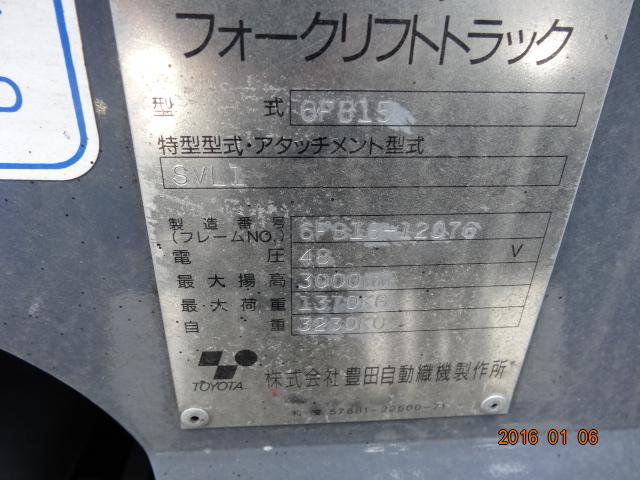 フォークリフトトラック
型 式 6FB15
特型型式・アタッチメント型式
SVLI
製造番号
(フレームNO.) 6FB18-12076
電 圧 48 V
最大揚高 3000mm
最大荷重 1370KG
自 重 3230KG
TOYOTA 株式会社 豊田自動織機製作所
57881-22500-71
2016 01 06